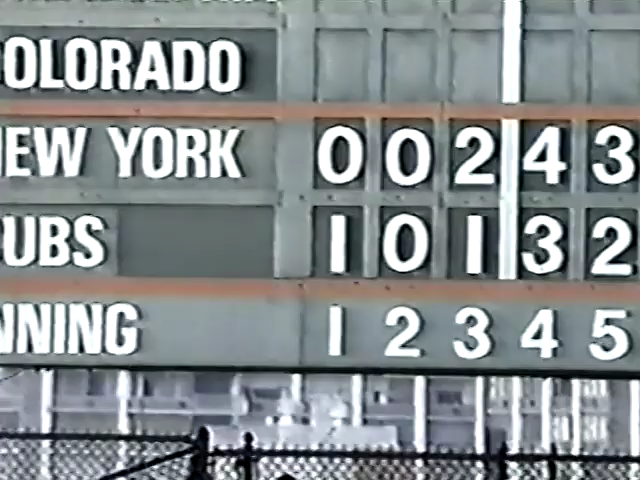 OLORADO
EW YORK 0 0 2 4 3
UBS 1 0 1 3 2
NNING 1 2 3 4 5